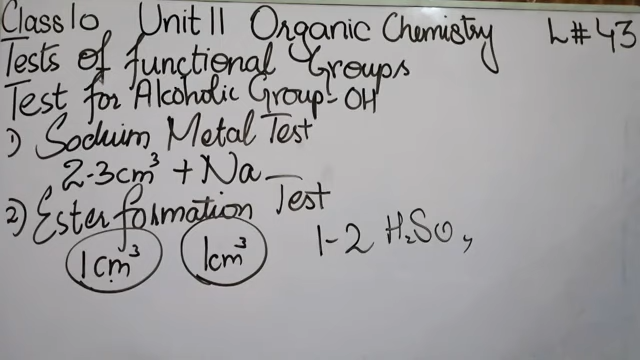 Class 10 Unit 11 Organic Chemistry L#43
Tests of functional Groups
Test for Alcoholic Group-OH
1) Sodium Metal Test
2-3cm³ + Na
2) Ester formation Test
1cm³ 1cm³ 1-2 H₂SO₄